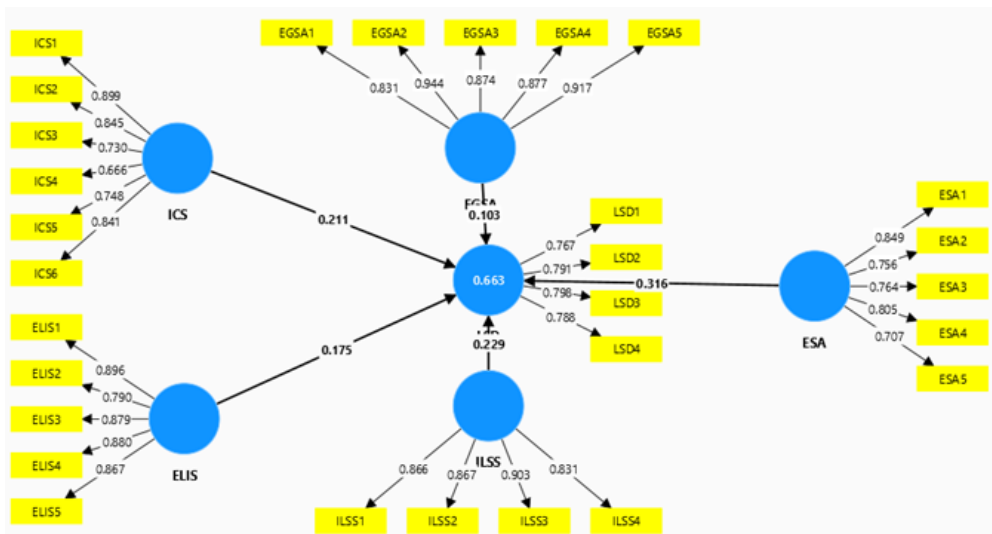 EGSA1 EGSA2 EGSA3 EGSA4 EGSA5
0.831 0.944 0.874 0.877 0.917
ICS1
ICS2
ICS3
ICS4
ICS5
ICS6
0.899
0.845
0.730
0.666
0.748
0.841
ICS
0.211
EGSA
0.103
LSD1
LSD2
LSD3
LSD4
0.767
0.791
0.798
0.788
0.663
0.316
ESA1
ESA2
ESA3
ESA4
ESA5
0.849
0.756
0.764
0.805
0.707
ESA
ELIS1
ELIS2
ELIS3
ELIS4
ELIS5
0.896
0.790
0.879
0.880
0.867
ELIS
0.175
0.229
ILSS
0.866 0.867 0.903 0.831
ILSS1 ILSS2 ILSS3 ILSS4